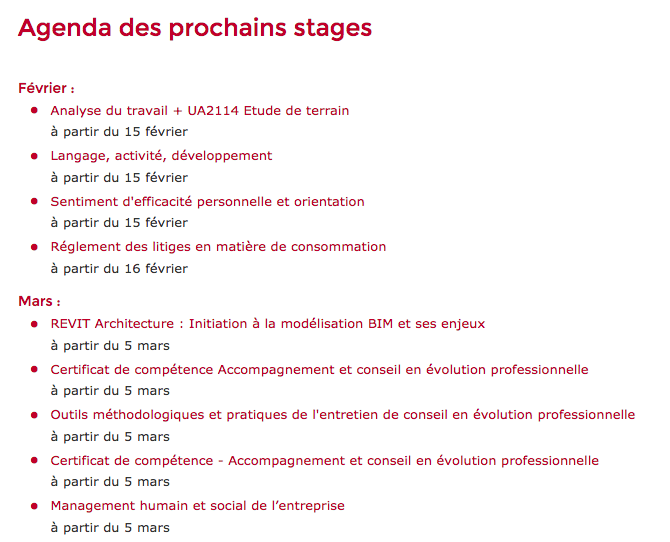 Agenda des prochains stages
Février :
Analyse du travail + UA2114 Etude de terrain
à partir du 15 février
Langage, activité, développement
à partir du 15 février
Sentiment d'efficacité personnelle et orientation
à partir du 15 février
Réglement des litiges en matière de consommation
à partir du 16 février
Mars :
REVIT Architecture : Initiation à la modélisation BIM et ses enjeux
à partir du 5 mars
Certificat de compétence Accompagnement et conseil en évolution professionnelle
à partir du 5 mars
Outils méthodologiques et pratiques de l'entretien de conseil en évolution professionnelle
à partir du 5 mars
Certificat de compétence - Accompagnement et conseil en évolution professionnelle
à partir du 5 mars
Management humain et social de l’entreprise
à partir du 5 mars